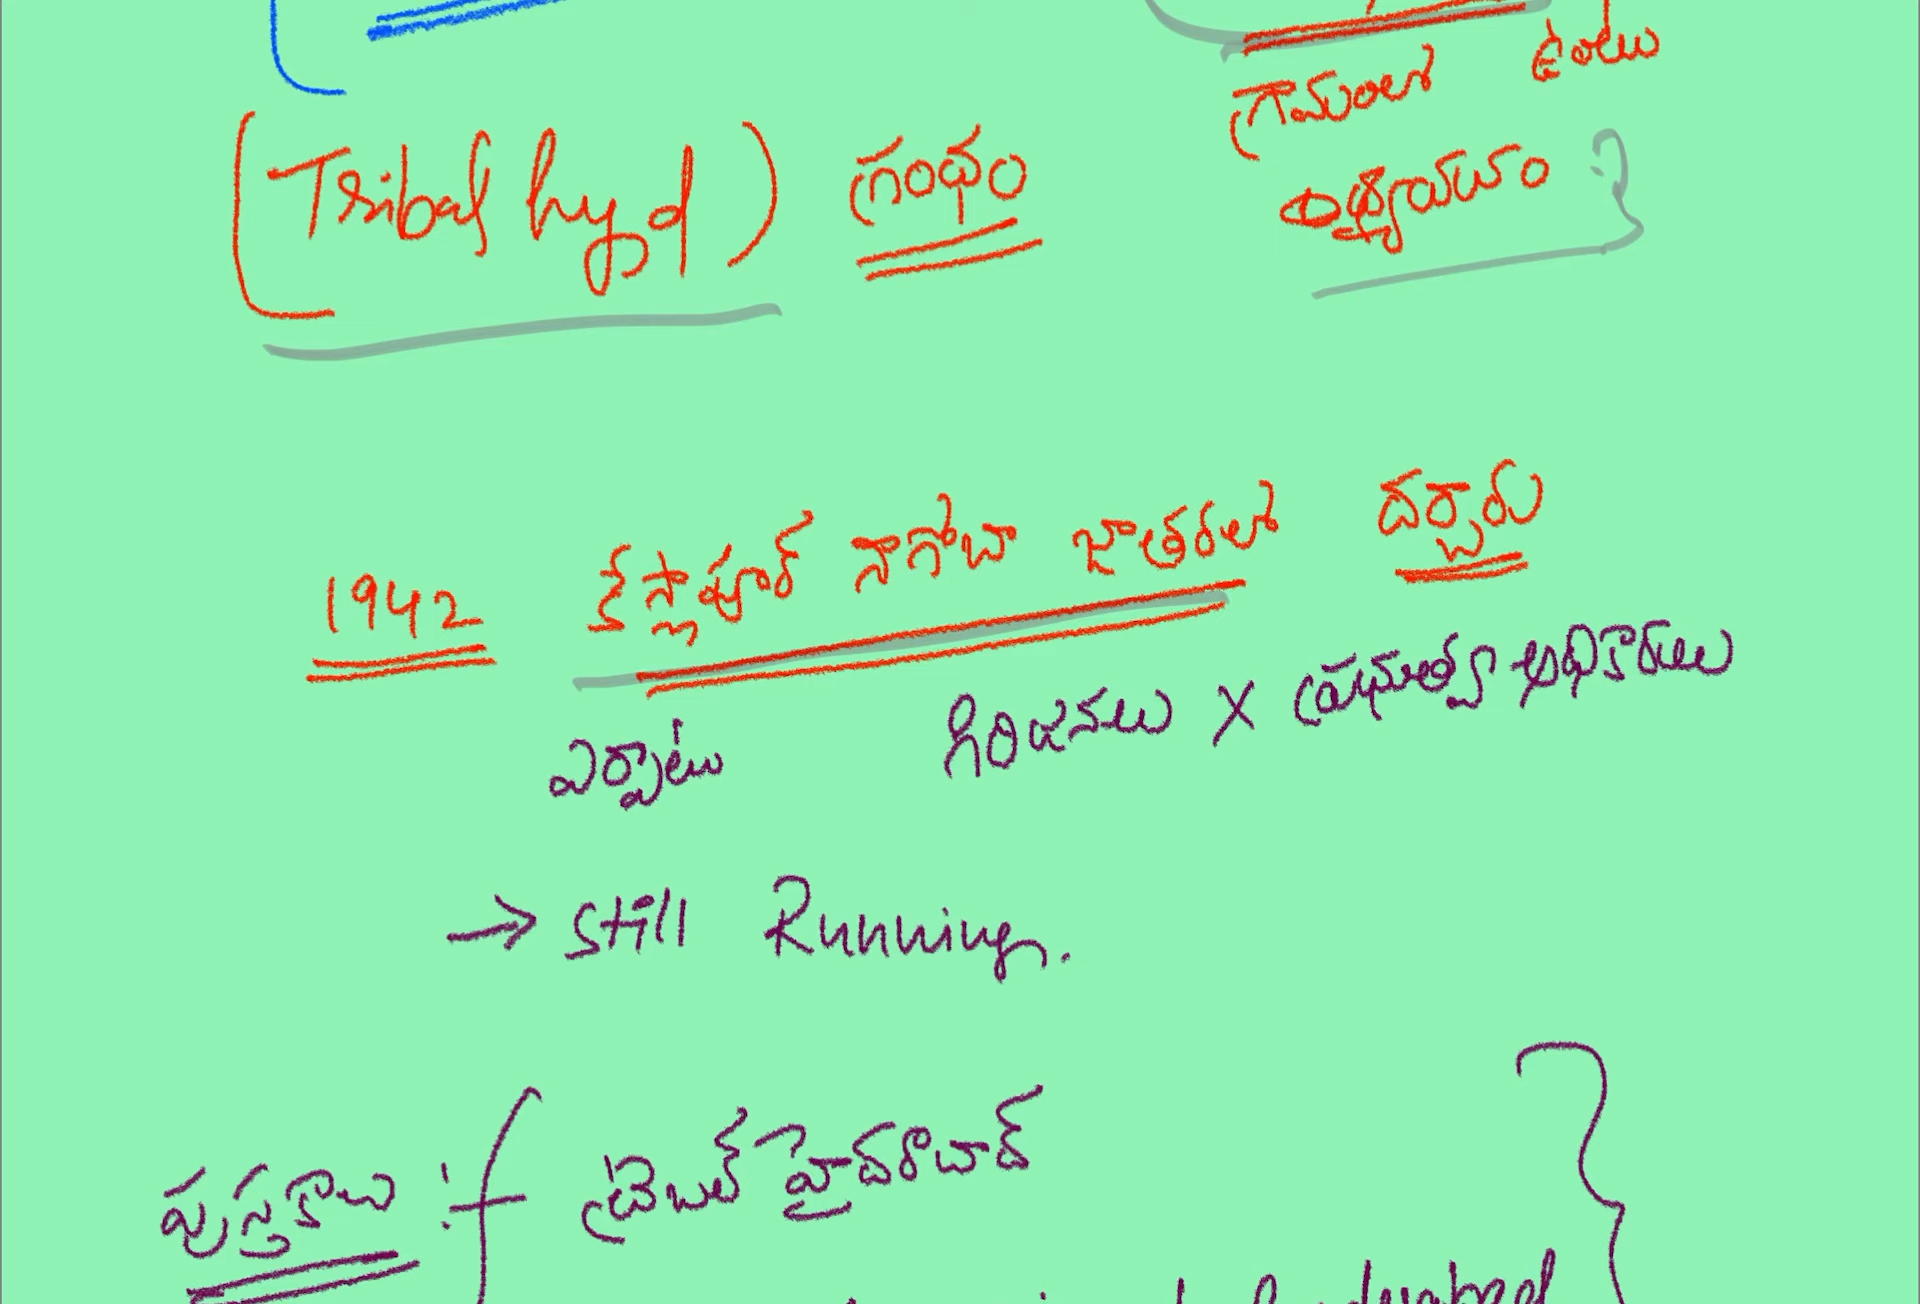 గ్రామంలో ఉంటు
(Tribal hyd) గ్రంథం
అధ్యయనం
1942 కేస్లాపూర్ నాగోబా జాతరలో దర్బారు
ఏర్పాటు గిరిజనులు X ప్రభుత్వ అధికారులు
→ Still Running.
పుస్తకాలు :- ట్రైబల్ హైదరాబాద్